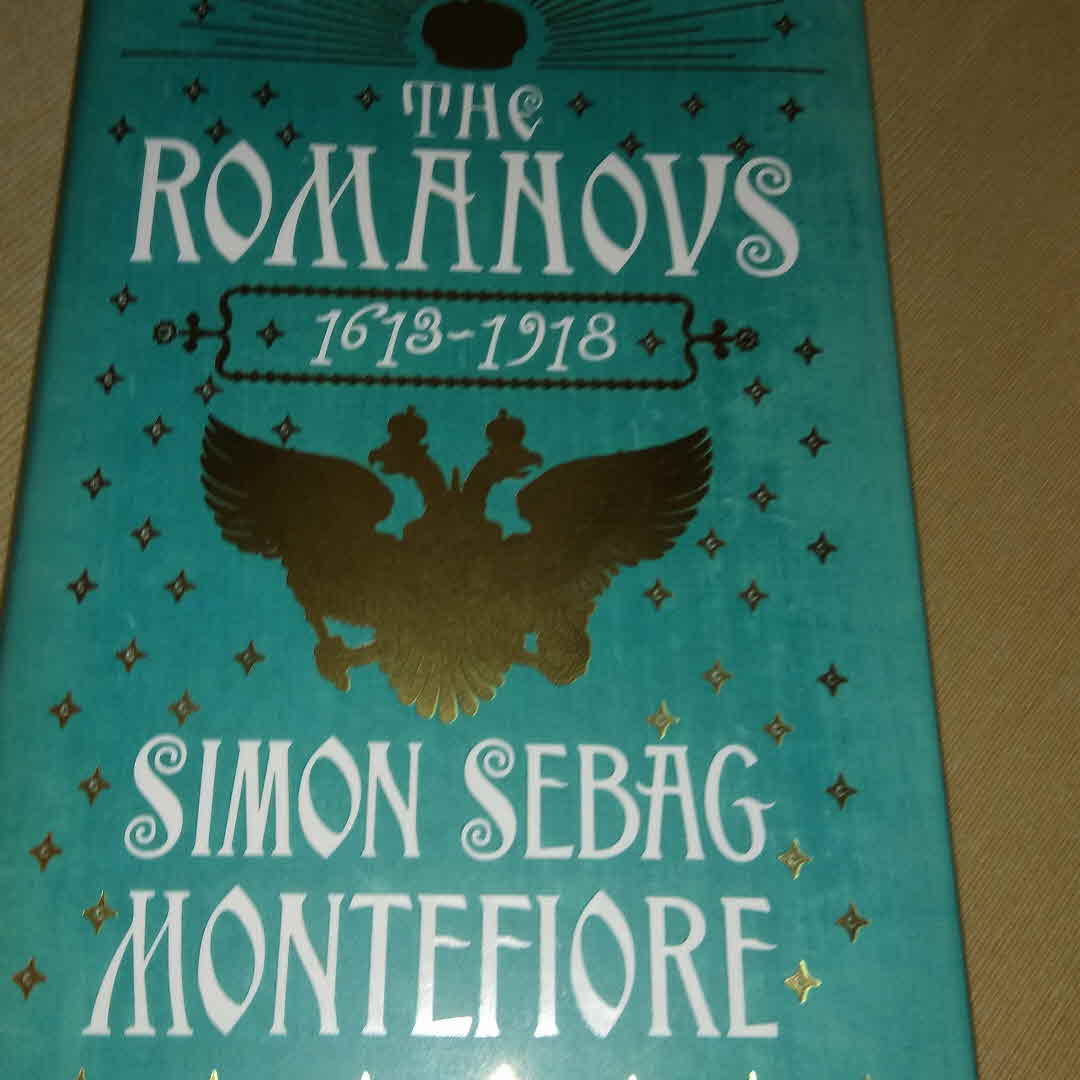 THE
ROMANOVS
1613-1918
SIMON SEBAG
MONTEFIORE